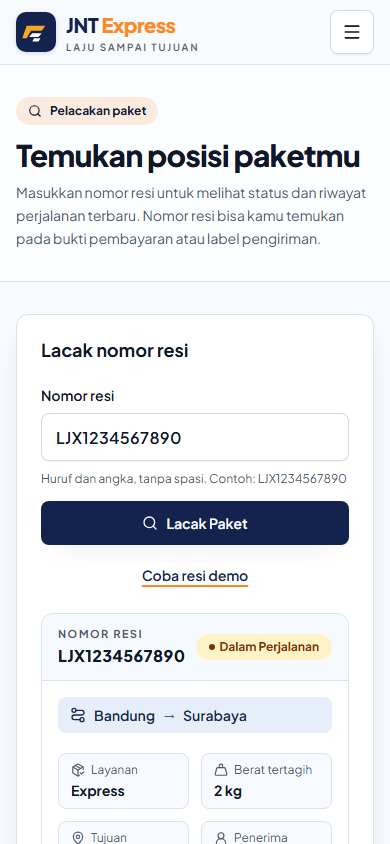 JNT Express
LAJU SAMPAI TUJUAN
Pelacakan paket
Temukan posisi paketmu
Masukkan nomor resi untuk melihat status dan riwayat
perjalanan terbaru. Nomor resi bisa kamu temukan
pada bukti pembayaran atau label pengiriman.
Lacak nomor resi
Nomor resi
LJX1234567890
Huruf dan angka, tanpa spasi. Contoh: LJX1234567890
Lacak Paket
Coba resi demo
NOMOR RESI
LJX1234567890
Dalam Perjalanan
Bandung → Surabaya
Layanan
Express
Berat tertagih
2 kg
Tujuan
Penerima